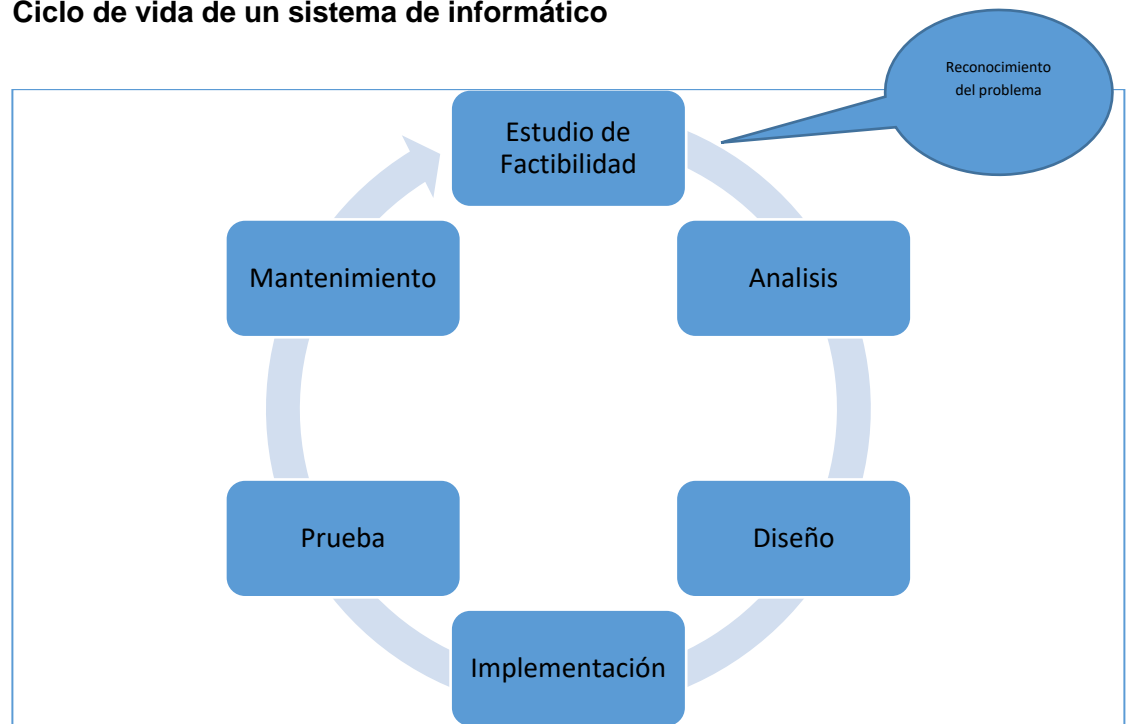 Ciclo de vida de un sistema de informático
Reconocimiento
del problema
Estudio de
Factibilidad
Mantenimiento
Analisis
Prueba
Diseño
Implementación